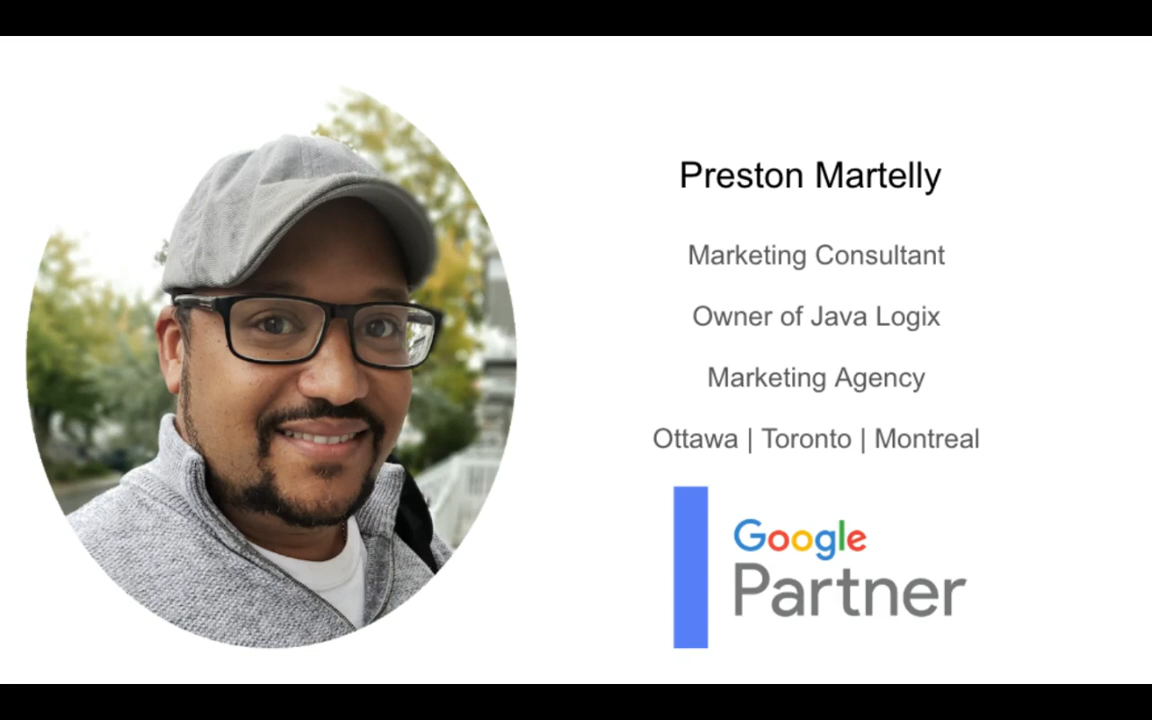 Preston Martelly
Marketing Consultant
Owner of Java Logix
Marketing Agency
Ottawa | Toronto | Montreal
Google
Partner